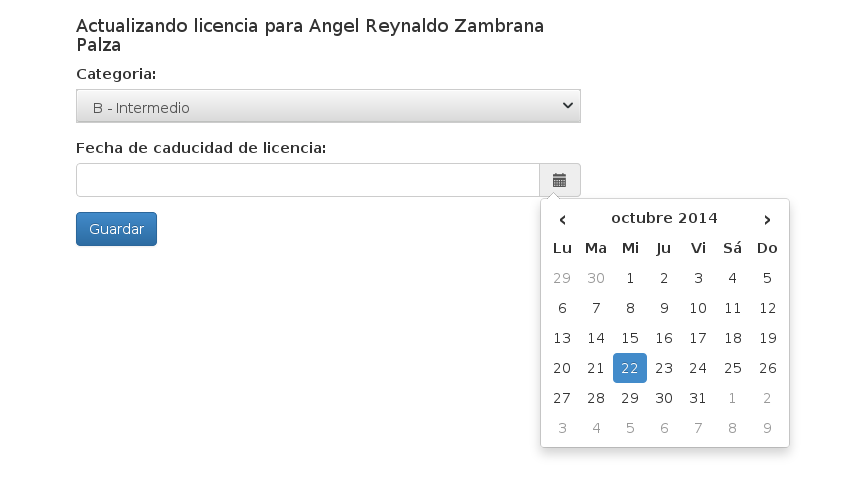 Actualizando licencia para Angel Reynaldo Zambrana
Palza
Categoria:
B - Intermedio
Fecha de caducidad de licencia:
Guardar
‹ octubre 2014 ›
Lu Ma Mi Ju Vi Sá Do
29 30 1 2 3 4 5
6 7 8 9 10 11 12
13 14 15 16 17 18 19
20 21 22 23 24 25 26
27 28 29 30 31 1 2
3 4 5 6 7 8 9